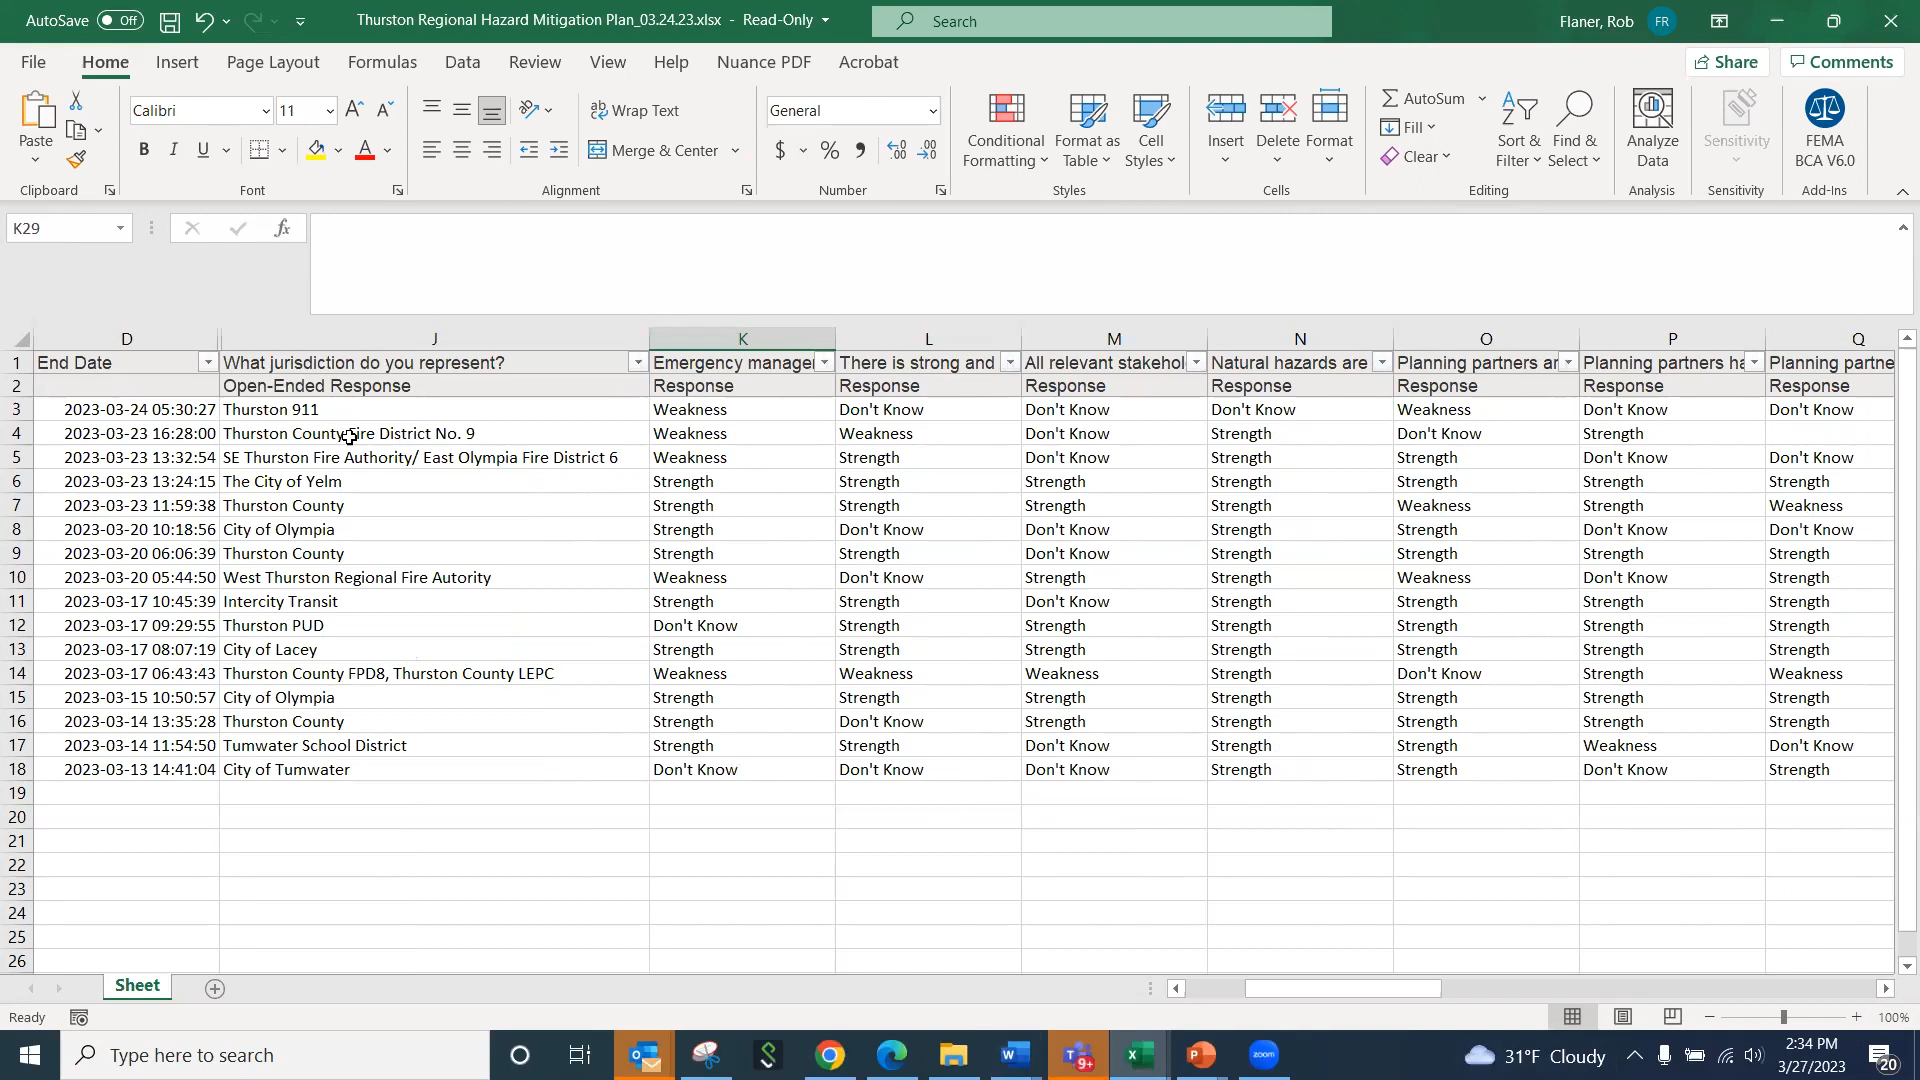 AutoSave Off Thurston Regional Hazard Mitigation Plan_03.24.23.xlsx - Read-Only Search Flaner, Rob FR
File Home Insert Page Layout Formulas Data Review View Help Nuance PDF Acrobat Share Comments
Calibri 11 Wrap Text General AutoSum
Paste Conditional Formatting Format as Table Cell Styles Insert Delete Format Fill Sort & Filter Find & Select Analyze Data Sensitivity FEMA BCA V6.0
B I U A Merge & Center $ % Clear
Clipboard Font Alignment Number Styles Cells Editing Analysis Sensitivity Add-Ins
K29 fx
D J K L M N O P Q
1 End Date What jurisdiction do you represent? Emergency manager There is strong and All relevant stakehol Natural hazards are Planning partners ar Planning partners ha Planning partne
2 Open-Ended Response Response Response Response Response Response Response Response
3 2023-03-24 05:30:27 Thurston 911 Weakness Don't Know Don't Know Don't Know Weakness Don't Know Don't Know
4 2023-03-23 16:28:00 Thurston County Fire District No. 9 Weakness Weakness Don't Know Strength Don't Know Strength
5 2023-03-23 13:32:54 SE Thurston Fire Authority/ East Olympia Fire District 6 Weakness Strength Don't Know Strength Strength Don't Know Don't Know
6 2023-03-23 13:24:15 The City of Yelm Strength Strength Strength Strength Strength Strength Strength
7 2023-03-23 11:59:38 Thurston County Strength Strength Strength Strength Weakness Strength Weakness
8 2023-03-20 10:18:56 City of Olympia Strength Don't Know Don't Know Strength Strength Don't Know Don't Know
9 2023-03-20 06:06:39 Thurston County Strength Strength Don't Know Strength Strength Strength Strength
10 2023-03-20 05:44:50 West Thurston Regional Fire Autority Weakness Don't Know Strength Strength Weakness Don't Know Strength
11 2023-03-17 10:45:39 Intercity Transit Strength Strength Don't Know Strength Strength Strength Strength
12 2023-03-17 09:29:55 Thurston PUD Don't Know Strength Strength Strength Strength Strength Strength
13 2023-03-17 08:07:19 City of Lacey Strength Strength Strength Strength Strength Strength Strength
14 2023-03-17 06:43:43 Thurston County FPD8, Thurston County LEPC Weakness Weakness Weakness Strength Don't Know Strength Weakness
15 2023-03-15 10:50:57 City of Olympia Strength Strength Strength Strength Strength Strength Strength
16 2023-03-14 13:35:28 Thurston County Strength Don't Know Strength Strength Strength Strength Strength
17 2023-03-14 11:54:50 Tumwater School District Strength Strength Don't Know Strength Strength Weakness Don't Know
18 2023-03-13 14:41:04 City of Tumwater Don't Know Don't Know Don't Know Strength Strength Don't Know Strength
19
20
21
22
23
24
25
26
Sheet
Ready 100%
Type here to search 9+ zoom 31°F Cloudy 2:34 PM
3/27/2023 20